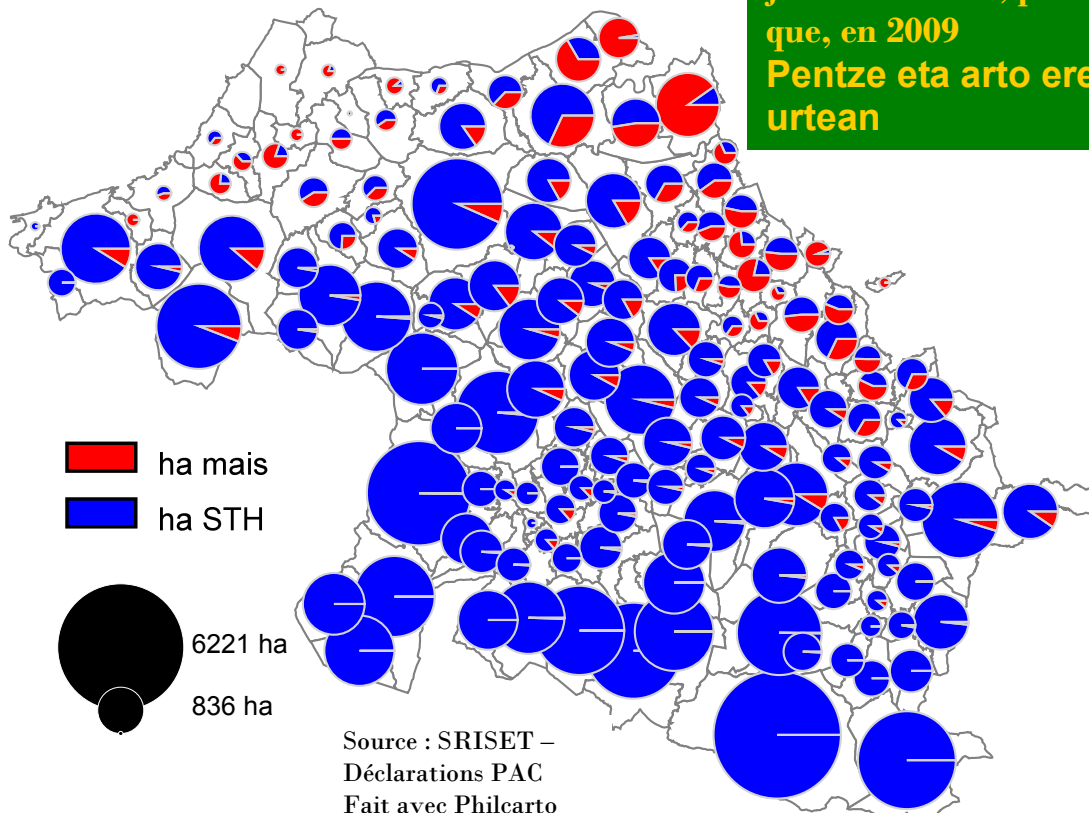 que, en 2009
Pentze eta arto
urtean
ha mais
ha STH
6221 ha
836 ha
Source : SRISET –
Déclarations PAC
Fait avec Philcarto